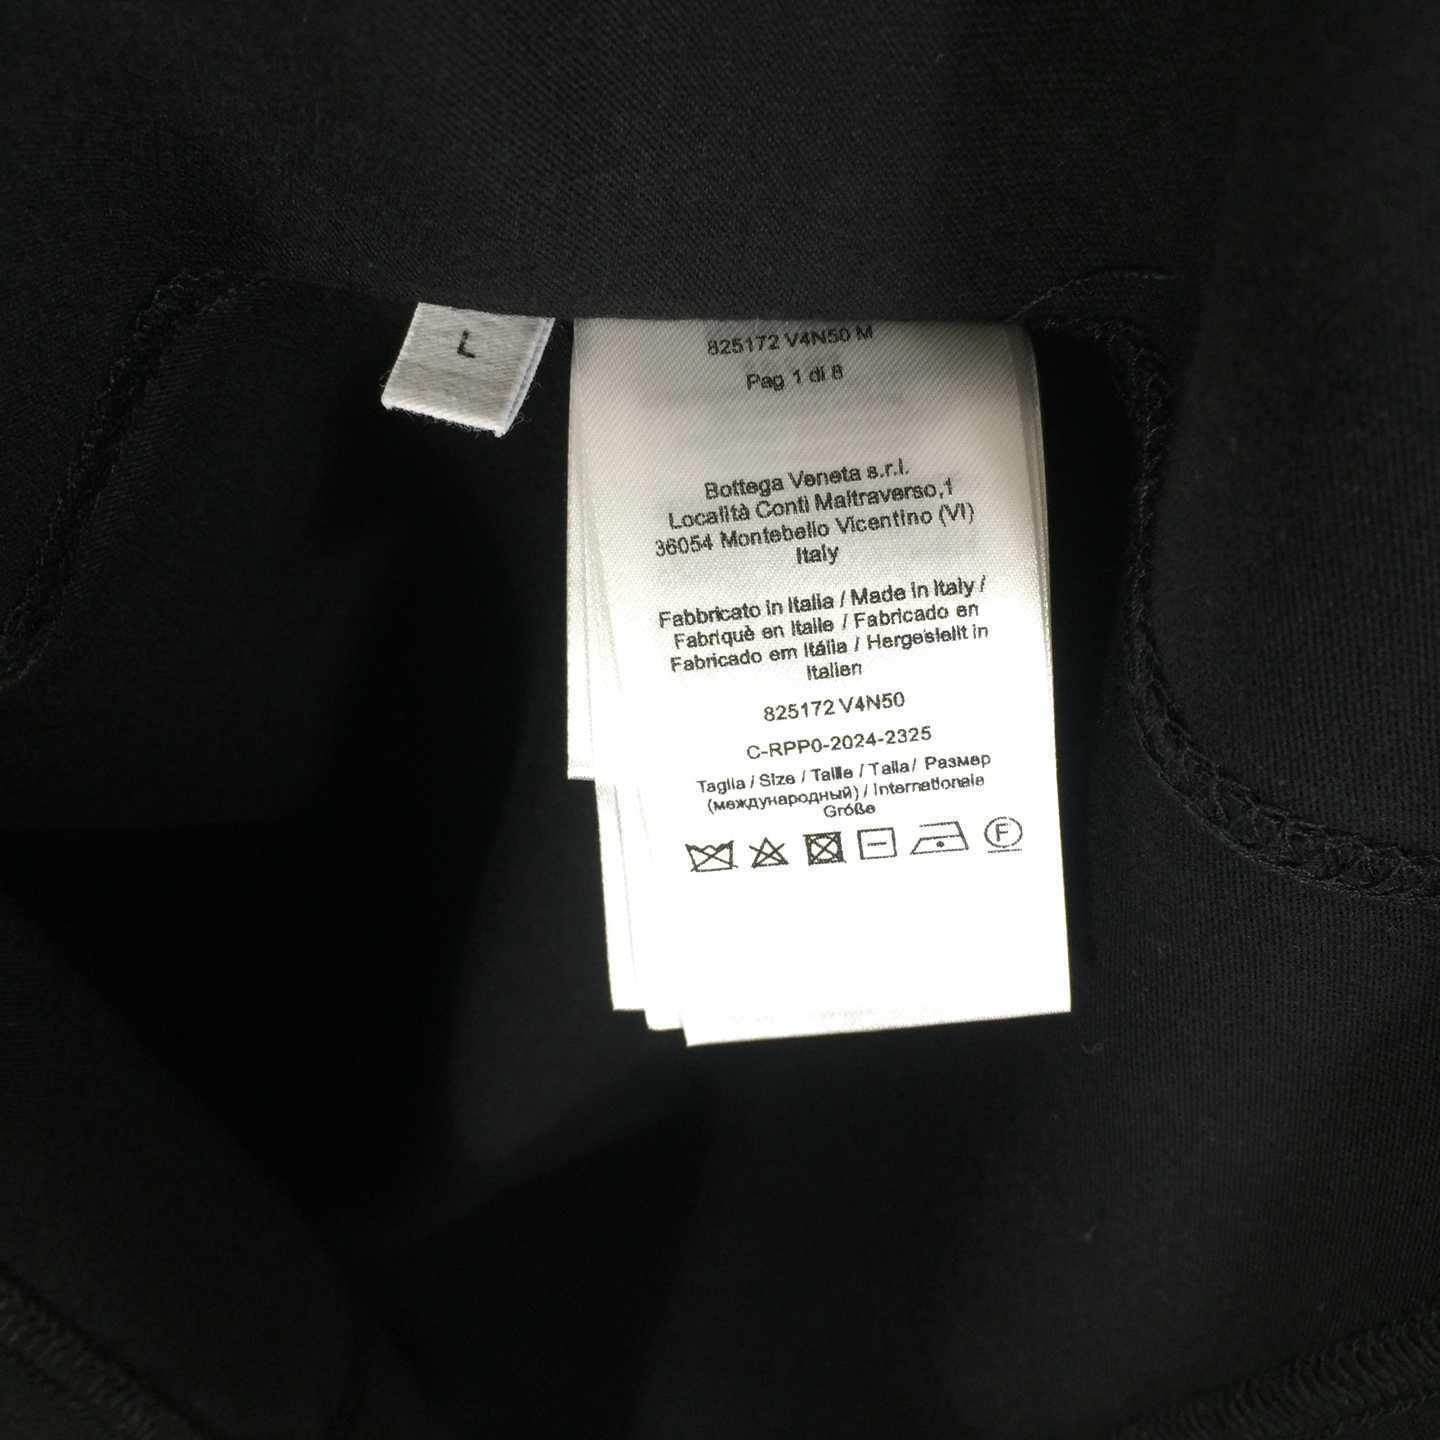 L
825172 V4N50 M
Pag 1 di 8
Bottega Veneta s.r.l.
Località Conti Maltraverso,1
36054 Montebello Vicentino (VI)
Italy
Fabbricato in Italia / Made in Italy /
Fabriquè en Italie / Fabricado en
Fabricado em Itália / Hergestellt in
Italien
825172 V4N50
C-RPP0-2024-2325
Taglia / Size / Taille / Talla/ Размер
(международный) / Internationale
Größe
F